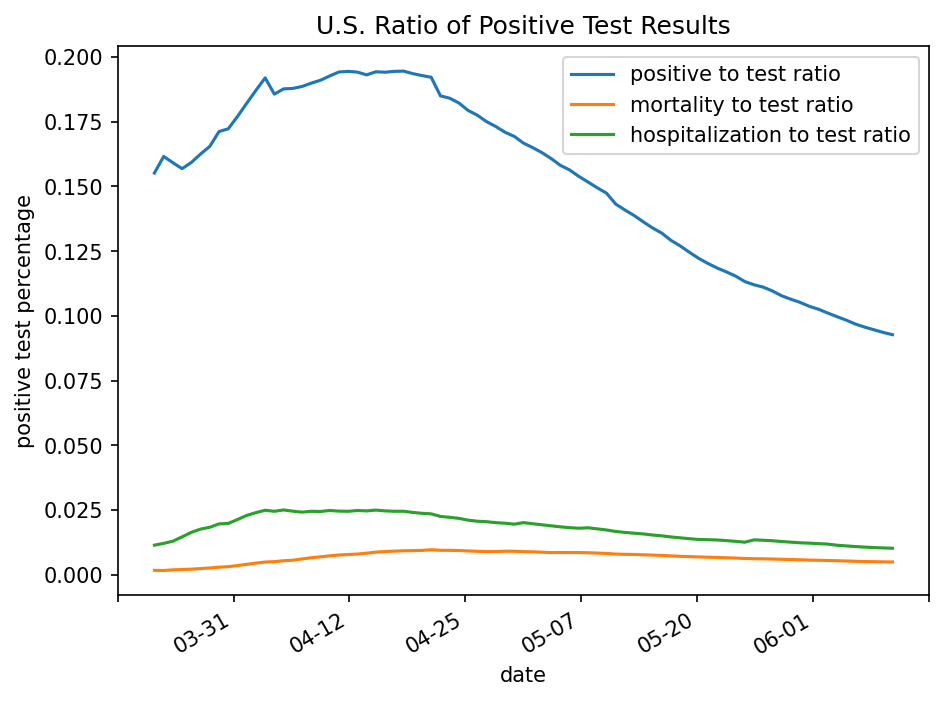 U.S. Ratio of Positive Test Results
positive to test ratio
mortality to test ratio
hospitalization to test ratio
positive test percentage
0.200
0.175
0.150
0.125
0.100
0.075
0.050
0.025
0.000
03-31
04-12
04-25
05-07
05-20
06-01
date